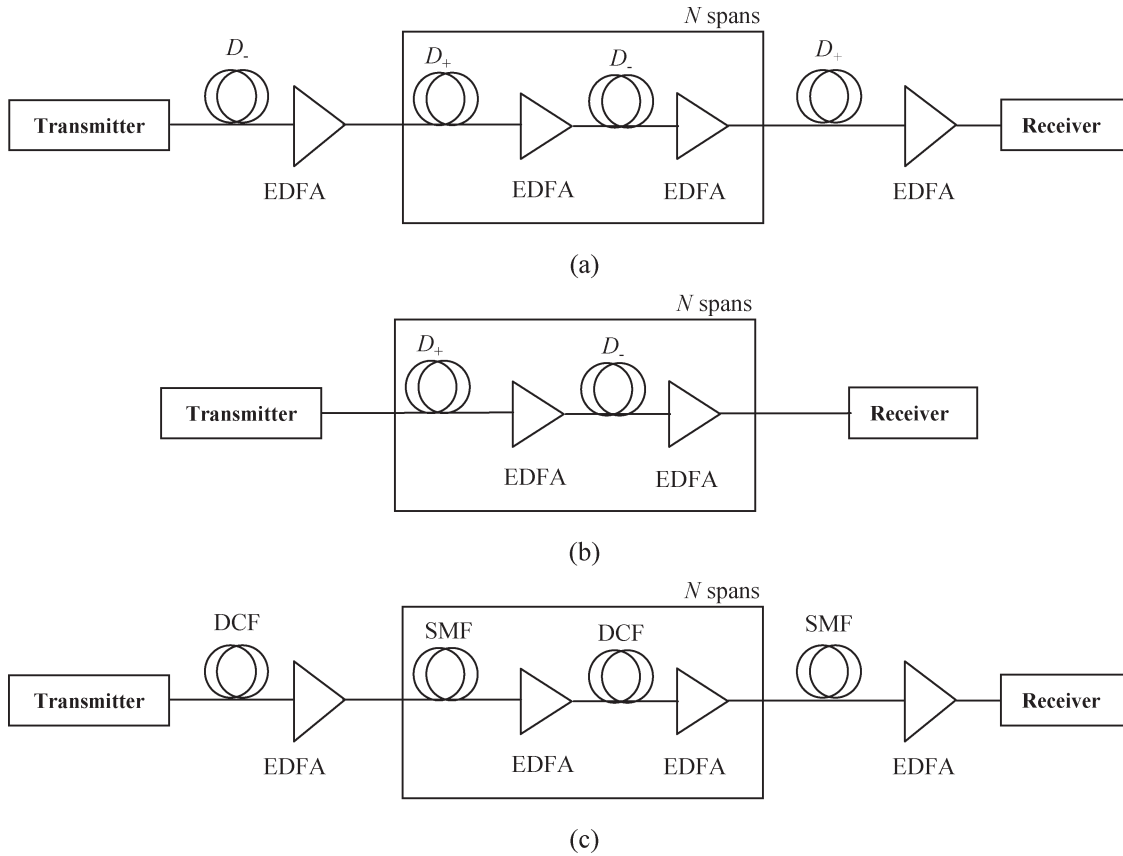 N spans
D- D+ D- D+
Transmitter Receiver
EDFA EDFA EDFA EDFA
(a)
N spans
D+ D-
Transmitter Receiver
EDFA EDFA
(b)
N spans
DCF SMF DCF SMF
Transmitter Receiver
EDFA EDFA EDFA EDFA
(c)